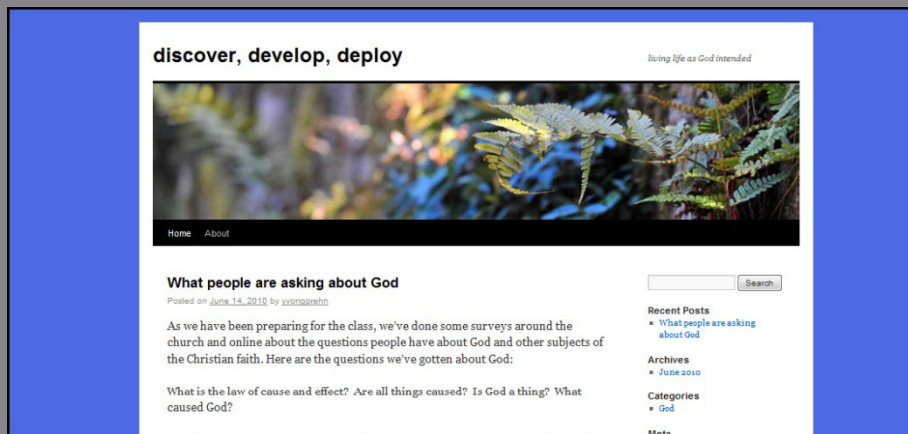 discover, develop, deploy
living life as God intended
Home About
What people are asking about God
Posted on June 14, 2010 by yvonprehn
As we have been preparing for the class, we've done some surveys around the
church and online about the questions people have about God and other subjects of
the Christian faith. Here are the questions we've gotten about God:
What is the law of cause and effect? Are all things caused? Is God a thing? What
caused God?
Search
Recent Posts
What people are asking
about God
Archives
June 2010
Categories
God
Meta